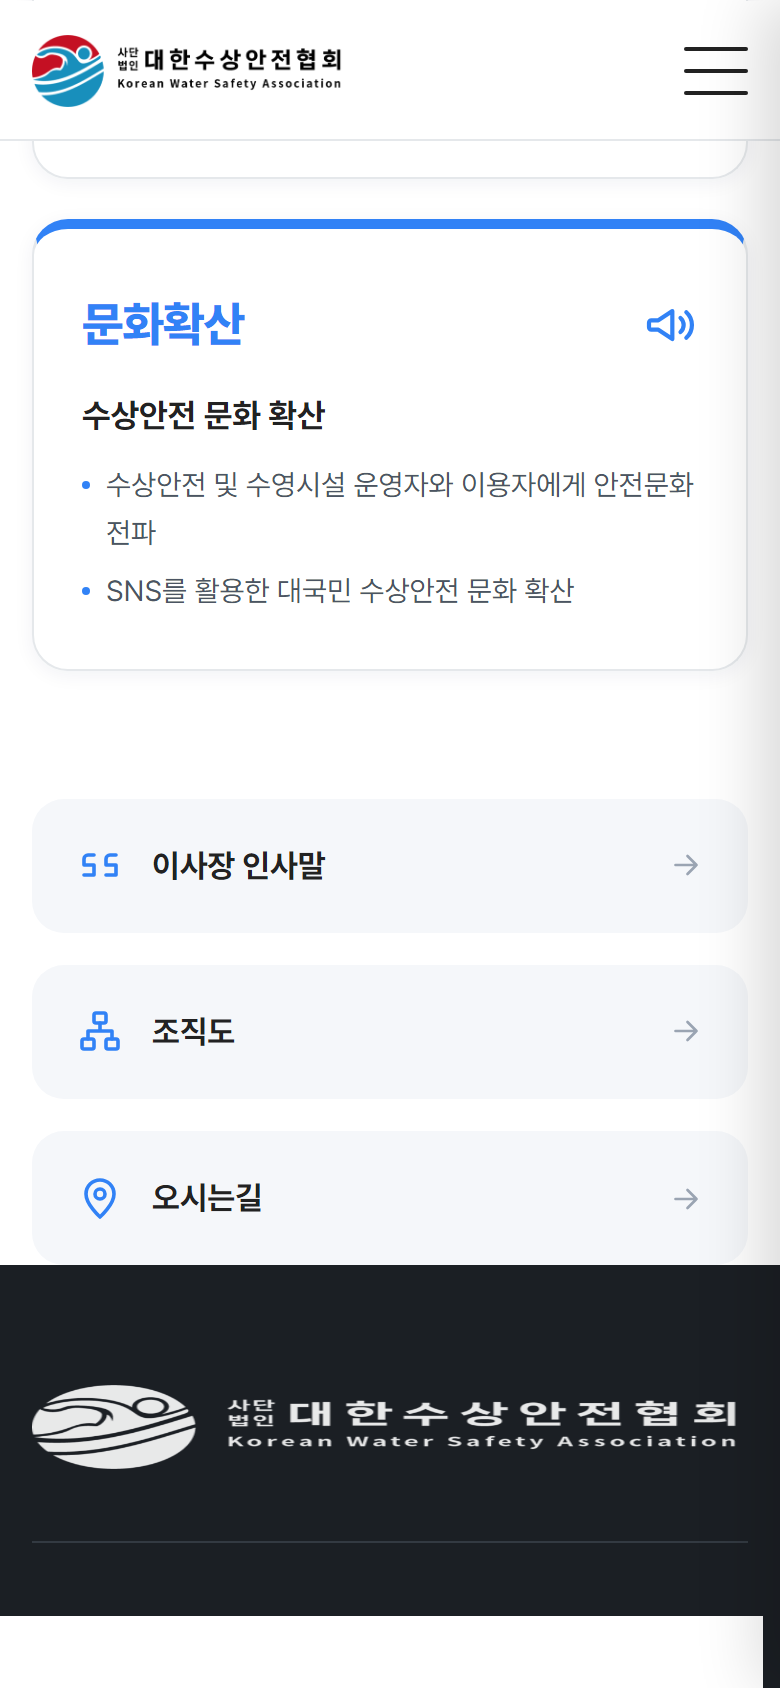 사단
법인 대한수상안전협회
Korean Water Safety Association
문화확산
수상안전 문화 확산
수상안전 및 수영시설 운영자와 이용자에게 안전문화
전파
SNS를 활용한 대국민 수상안전 문화 확산
이사장 인사말
조직도
오시는길
사단
법인 대한수상안전협회
Korean Water Safety Association